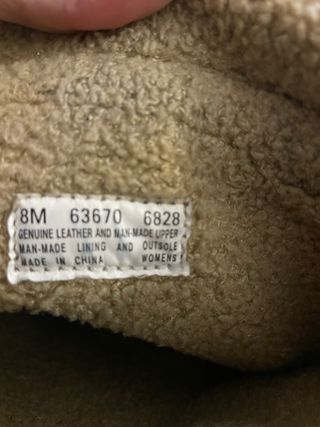 8M 63670 6828
GENUINE LEATHER AND MAN-MADE UPPER
MAN-MADE LINING AND OUTSOLE
MADE IN CHINA WOMENS